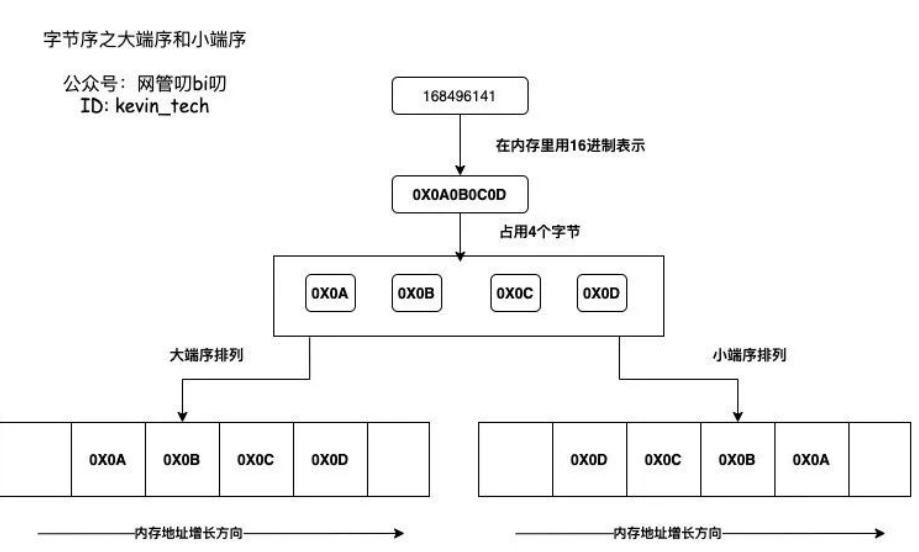 字节序之大端序和小端序
公众号：网管叨bi叨
ID: kevin_tech
168496141
在内存里用16进制表示
0X0A0B0C0D
占用4个字节
0X0A 0X0B 0X0C 0X0D
大端序排列 小端序排列
0X0A 0X0B 0X0C 0X0D 0X0D 0X0C 0X0B 0X0A
内存地址增长方向 内存地址增长方向